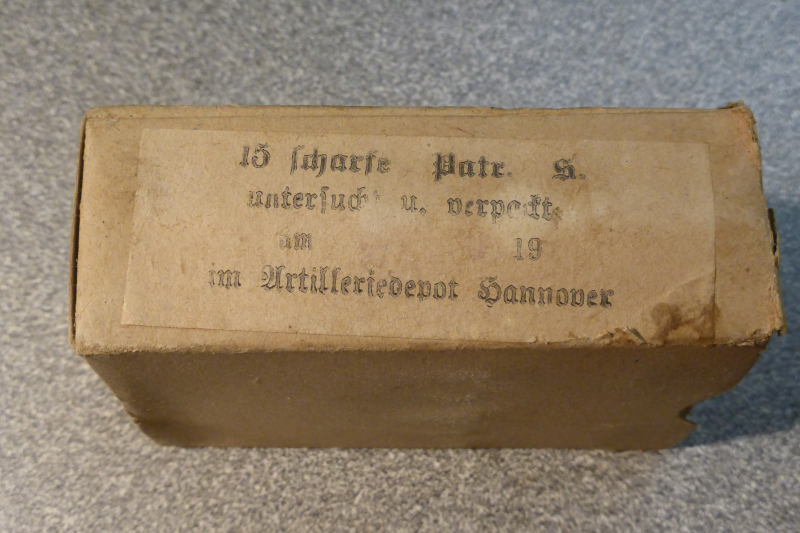 15 scharfe Patr. S.
untersucht u. verpackt
am 19
im Artilleriedepot Hannover